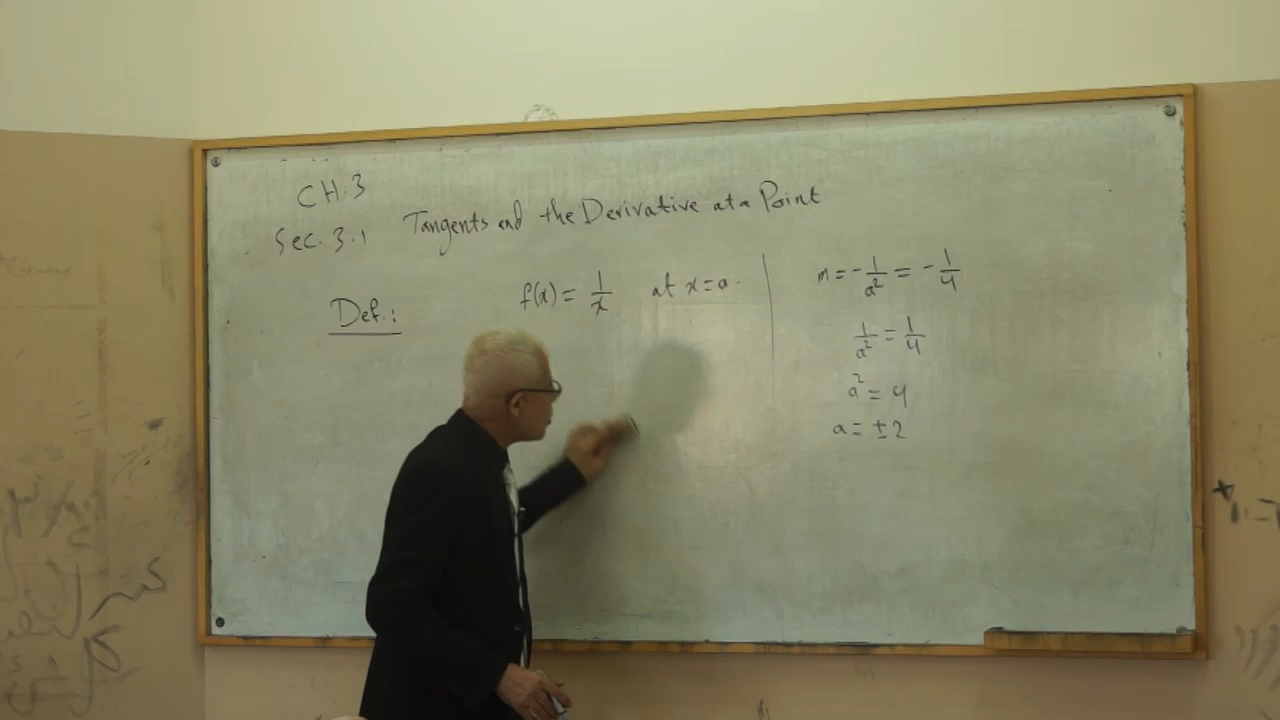 CH.3
Sec. 3.1 Tangents and the Derivative at a Point
Def.:
f(x) = 1/x at x=a.
m = -1/a² = -1/4
1/a² = 1/4
a² = 4
a = ±2